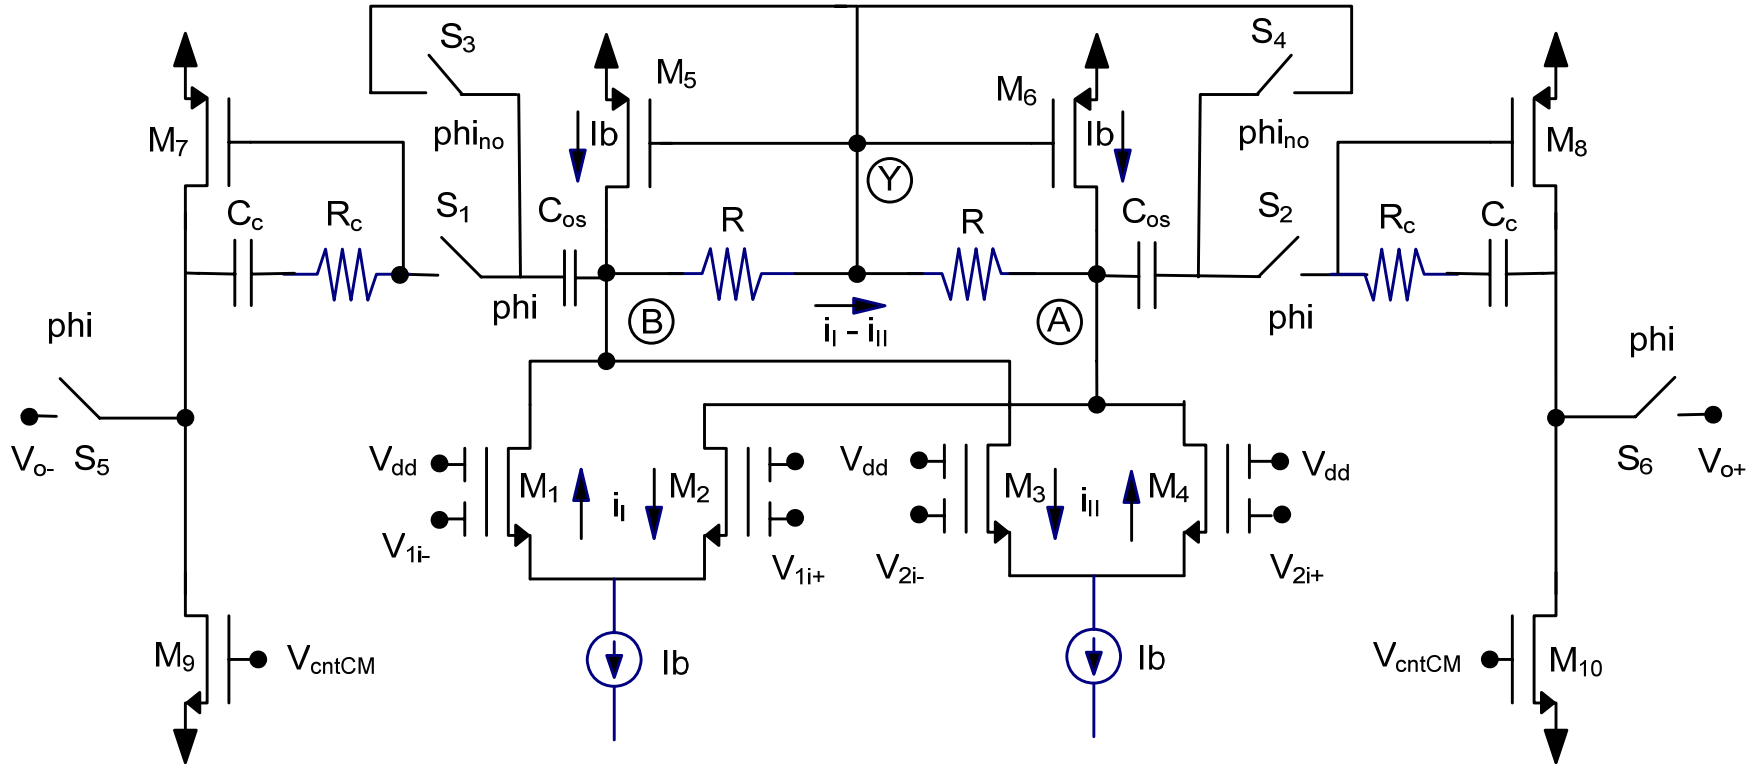 S3
S4
M5
M6
M7
Ib
Ib
M8
phino
phino
Y
Cc
Rc
S1
Cos
R
R
Cos
S2
Rc
Cc
phi
phi
B
iI - iII
A
phi
phi
Vo-
S5
Vdd
M1
iI
M2
Vdd
M3
iII
M4
Vdd
S6
Vo+
V1i-
V1i+
V2i-
V2i+
M9
VcntCM
Ib
Ib
VcntCM
M10